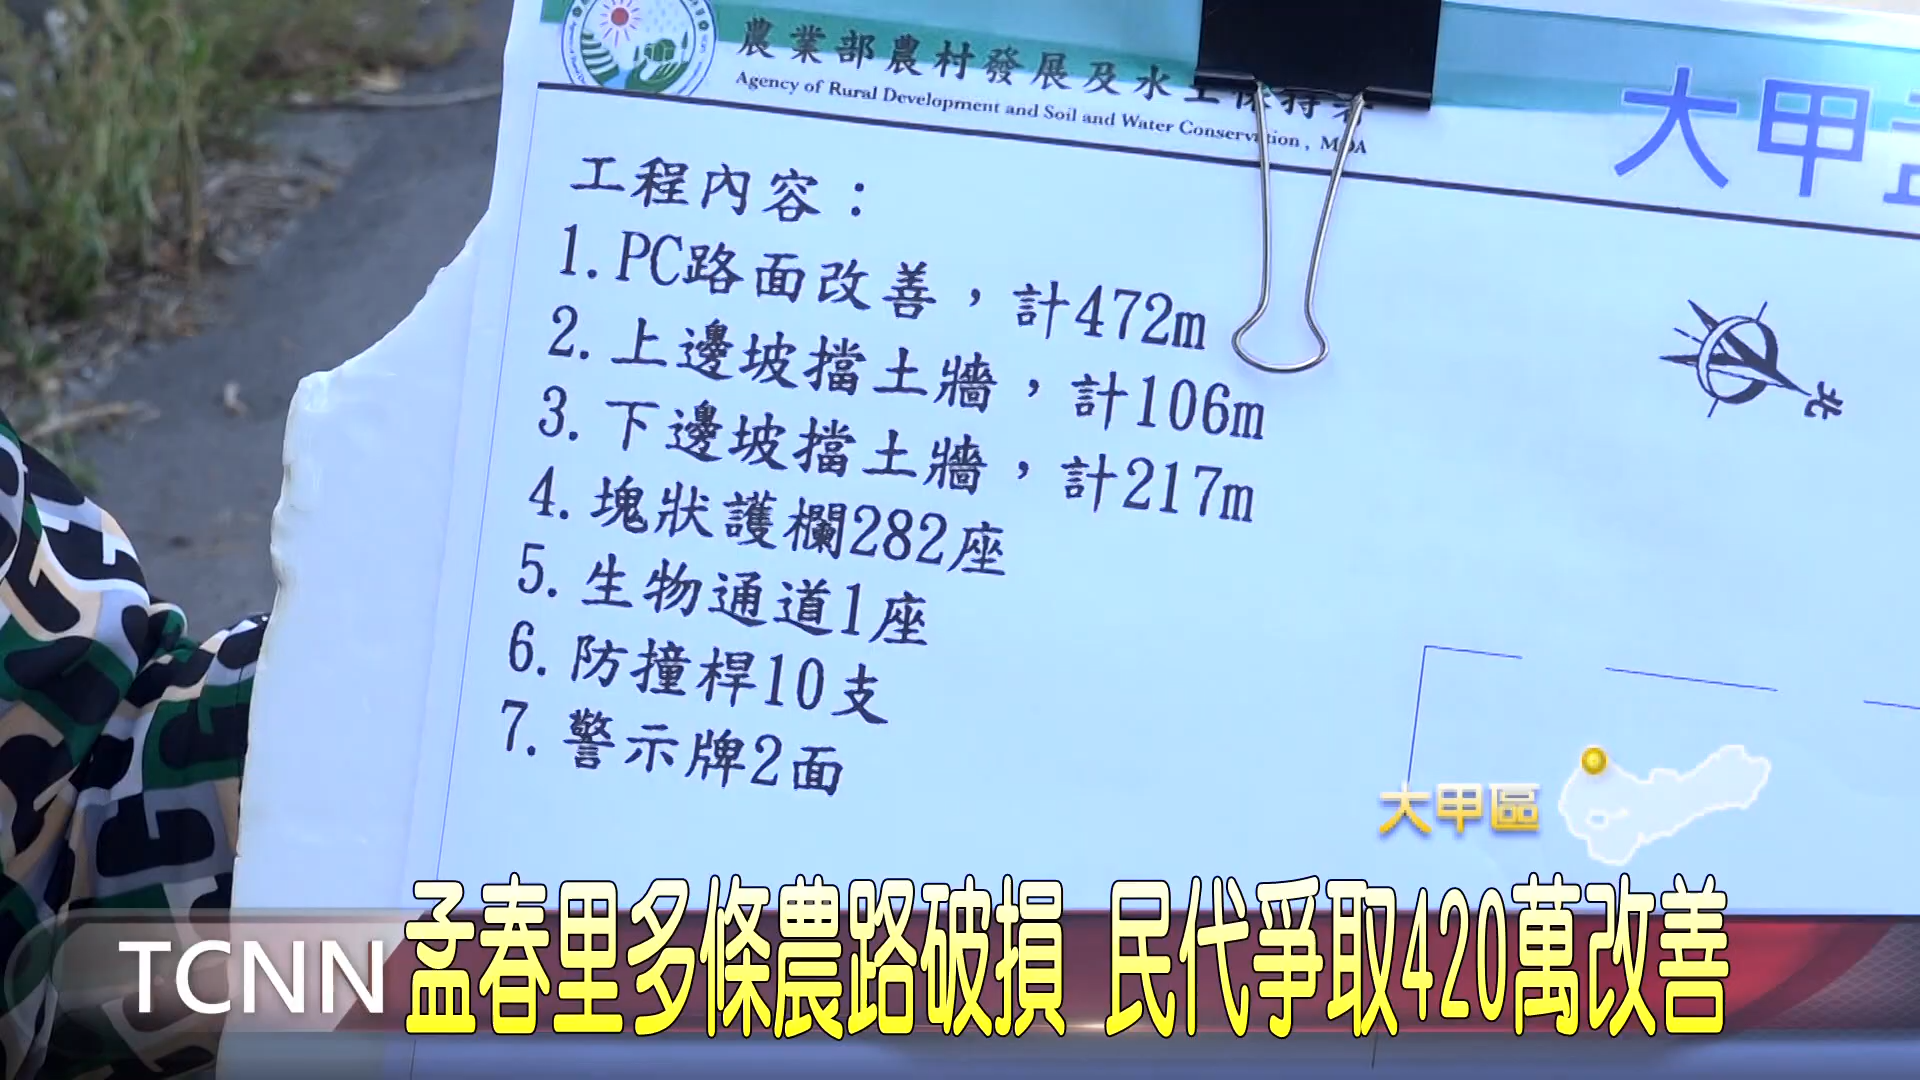 農業部農村發展及水土保持署
Agency of Rural Development and Soil and Water Conservation, MOA
大甲孟
工程內容：
1. PC路面改善，計472m
2. 上邊坡擋土牆，計106m
3. 下邊坡擋土牆，計217m
4. 塊狀護欄282座
5. 生物通道1座
6. 防撞桿10支
7. 警示牌2面
北
大甲區
TCNN 孟春里多條農路破損 民代爭取420萬改善